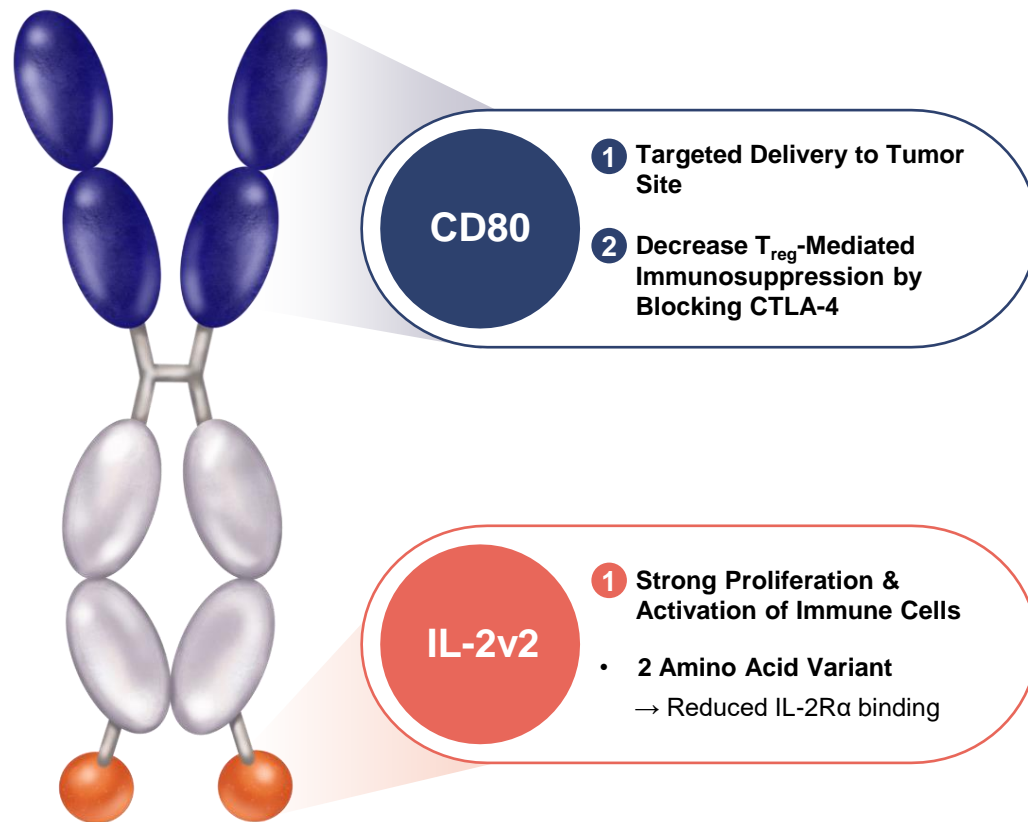 CD80
1 Targeted Delivery to Tumor
Site
2 Decrease Treg-Mediated
Immunosuppression by
Blocking CTLA-4
IL-2v2
1 Strong Proliferation &
Activation of Immune Cells
• 2 Amino Acid Variant
→ Reduced IL-2Rα binding